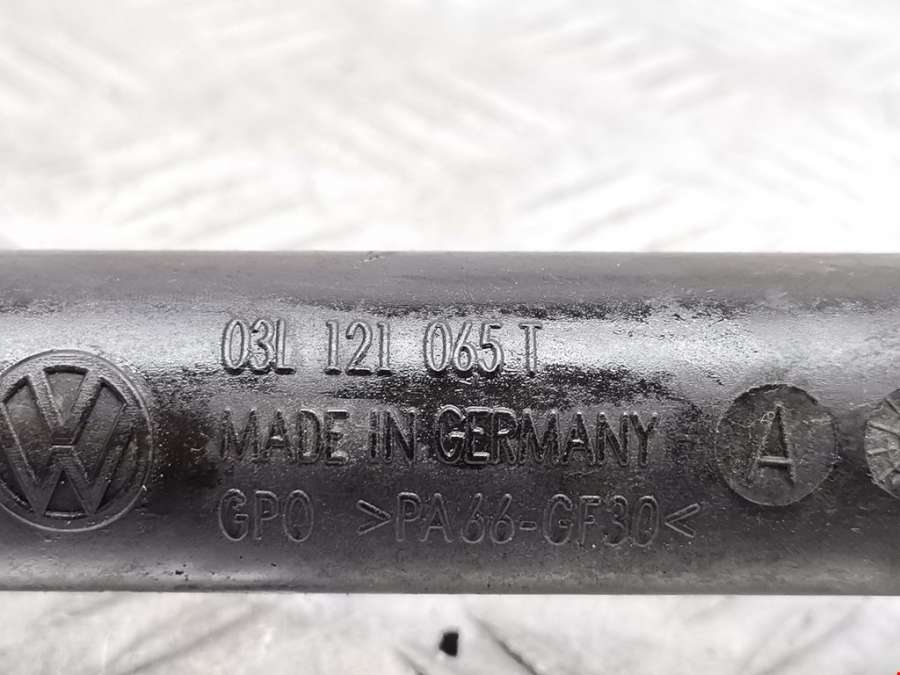 03L 121 065 T
MADE IN GERMANY
GPO >PA66-GF30<
A